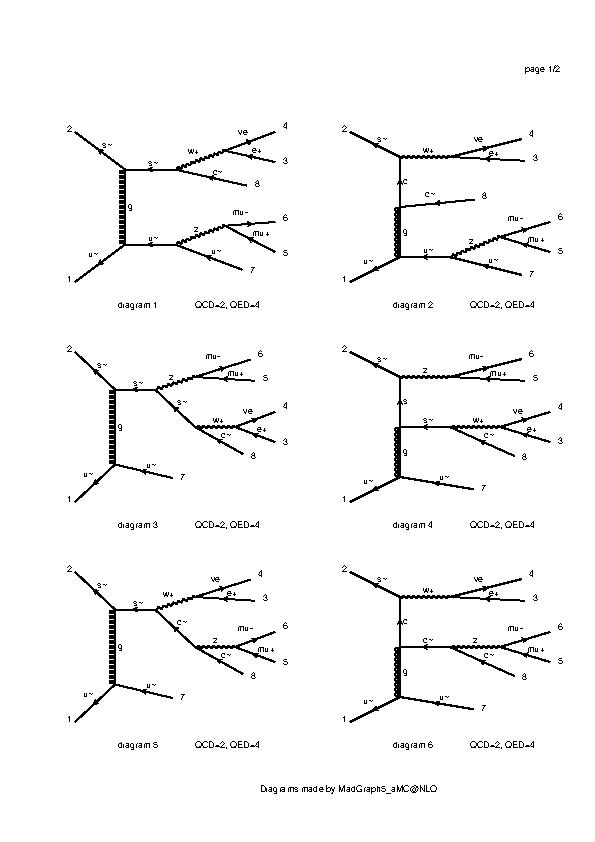 page 1/2
2 s~ s~ w+ ve 4
e+ 3
c~ 8
g
z mu- 6
mu+ 5
1 u~ u~ u~ 7
diagram 1 QCD=2, QED=4
2 s~ w+ ve 4
e+ 3
c
c~ 8
g
z mu- 6
mu+ 5
1 u~ u~ u~ 7
diagram 2 QCD=2, QED=4
2 s~ s~ z mu- 6
mu+ 5
s~ w+ ve 4
e+ 3
g c~ 8
1 u~ u~ 7
diagram 3 QCD=2, QED=4
2 s~ z mu- 6
mu+ 5
s
s~ w+ ve 4
e+ 3
g c~ 8
1 u~ u~ 7
diagram 4 QCD=2, QED=4
2 s~ s~ w+ ve 4
e+ 3
c~ z mu- 6
mu+ 5
g c~ 8
1 u~ u~ 7
diagram 5 QCD=2, QED=4
2 s~ w+ ve 4
e+ 3
c
c~ z mu- 6
mu+ 5
g c~ 8
1 u~ u~ 7
diagram 6 QCD=2, QED=4
Diagrams made by MadGraph5_aMC@NLO